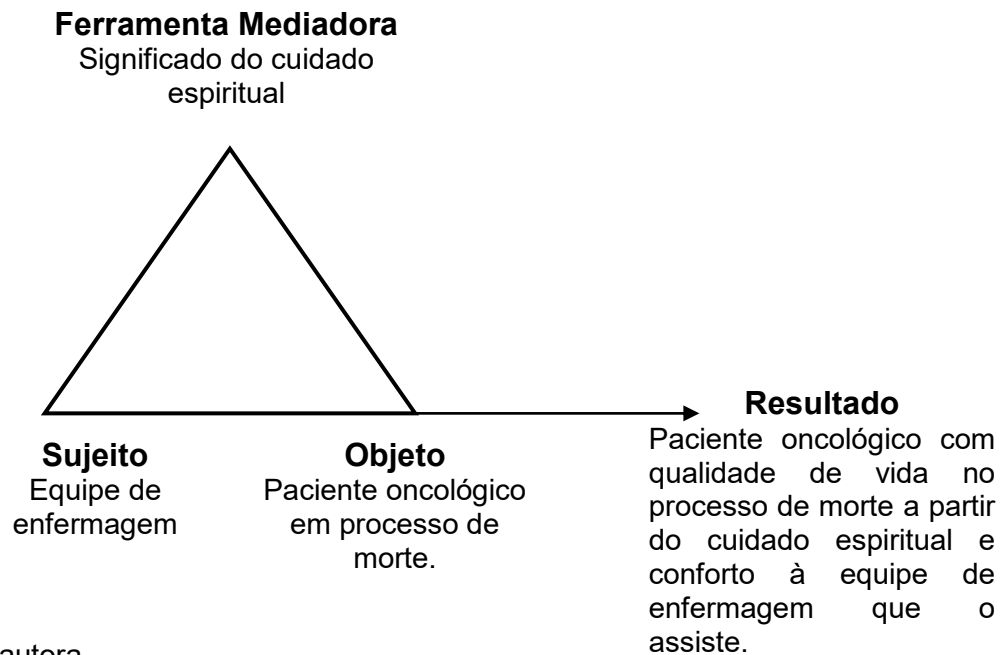 Ferramenta Mediadora
Significado do cuidado
espiritual
Sujeito
Equipe de
enfermagem
Objeto
Paciente oncológico
em processo de
morte.
Resultado
Paciente oncológico com
qualidade de vida no
processo de morte a partir
do cuidado espiritual e
conforto à equipe de
enfermagem que o
assiste.
autora